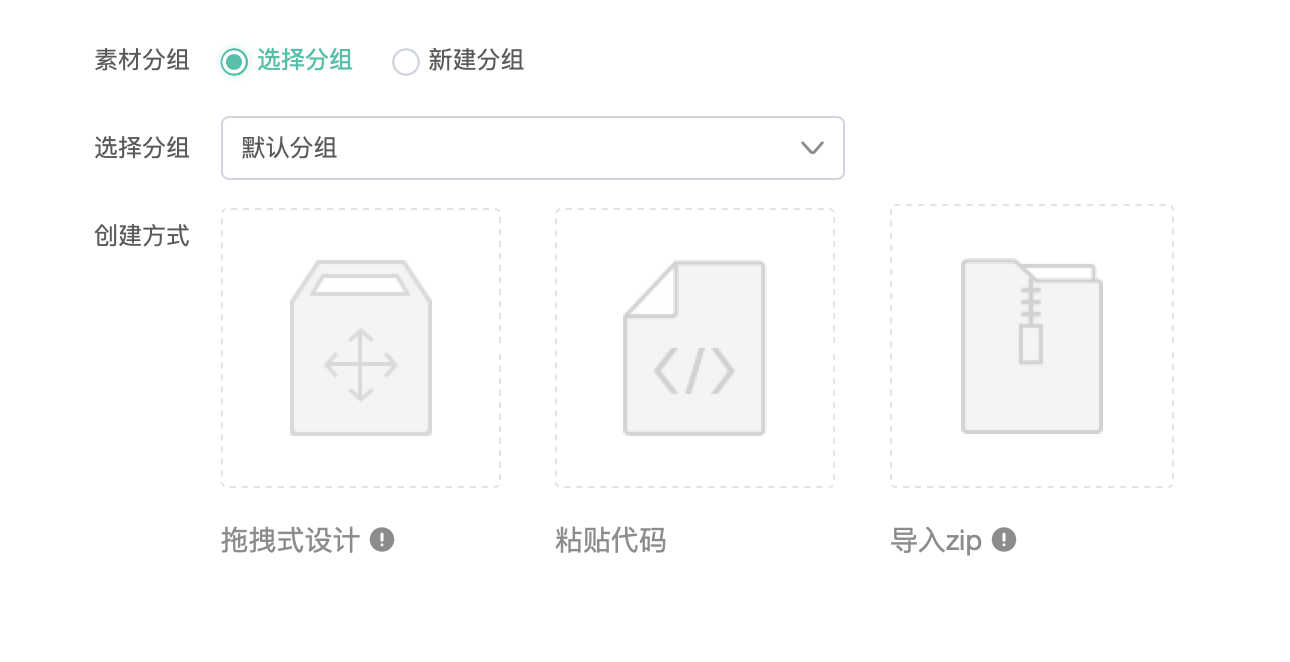 素材分组 选择分组 新建分组
选择分组 默认分组
创建方式
</>
拖拽式设计 粘贴代码 导入zip